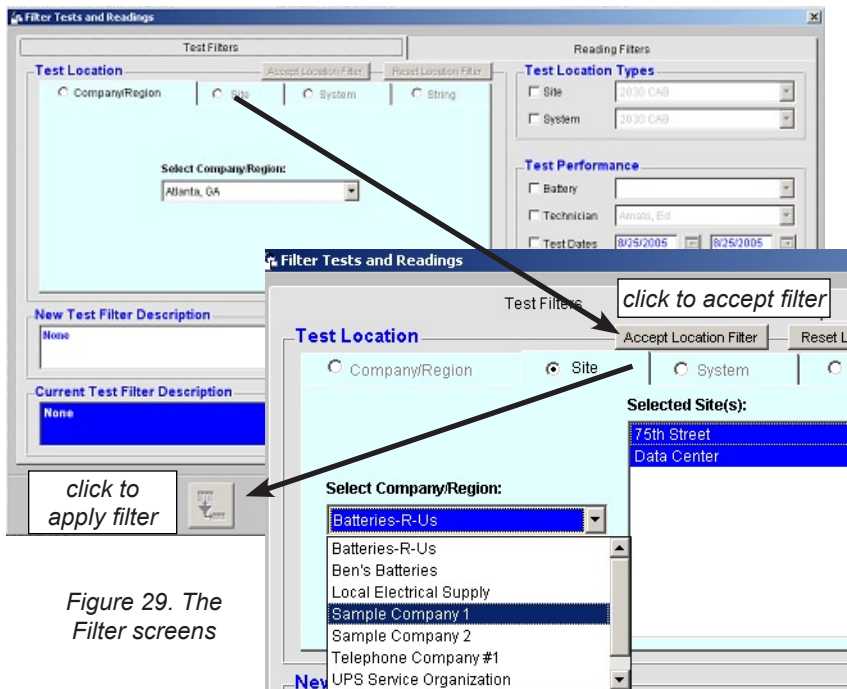 Filter Tests and Readings
Test Filters
Reading Filters
Test Location
Accept Location Filter
Reset Location Filter
Company/Region
Site
System
String
Select Company/Region:
Atlanta, GA
Test Location Types
Site
2030 CAB
System
2030 CAB
Test Performance
Battery
Technician
Amato, Ed
Test Dates
8/25/2005
8/25/2005
New Test Filter Description
None
Current Test Filter Description
None
click to
apply filter
Filter Tests and Readings
Test Filters
click to accept filter
Test Location
Accept Location Filter
Reset L
Company/Region
Site
System
Selected Site(s):
75th Street
Data Center
Select Company/Region:
Batteries-R-Us
Batteries-R-Us
Ben's Batteries
Local Electrical Supply
Sample Company 1
Sample Company 2
Telephone Company #1
UPS Service Organization
New
Figure 29. The
Filter screens